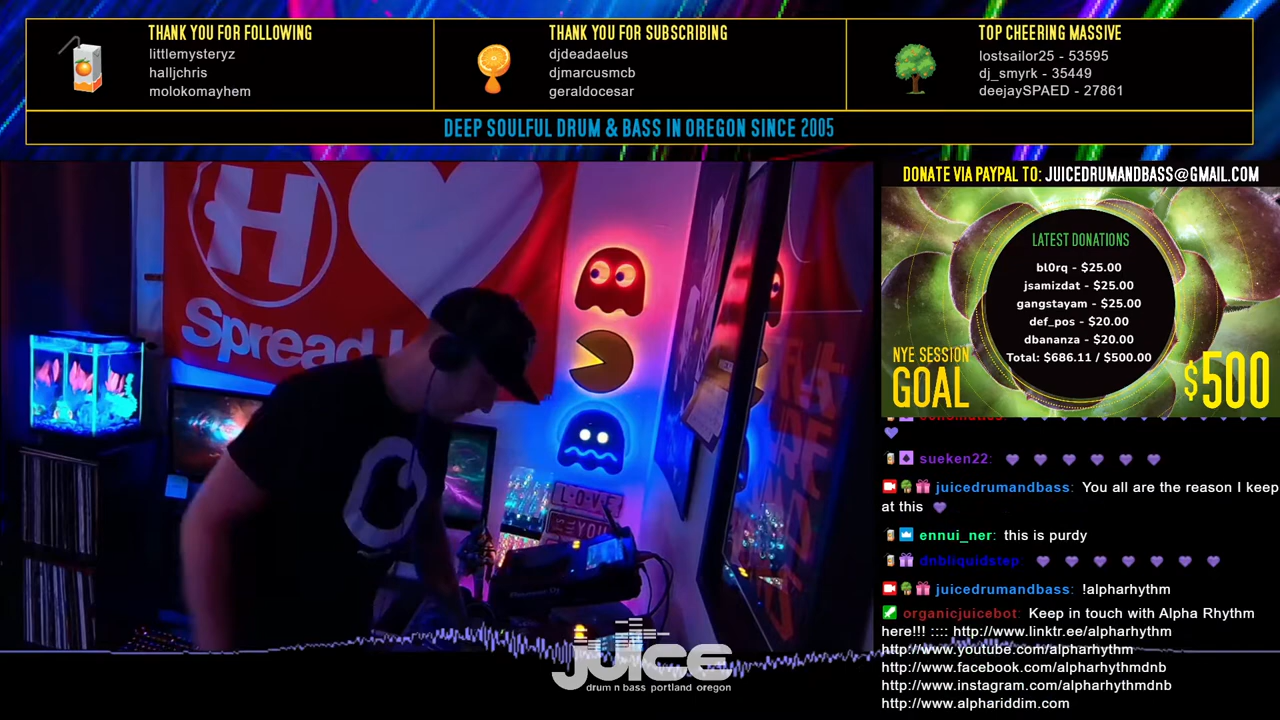 THANK YOU FOR FOLLOWING
littlemysteryz
halljchris
molokomayhem
THANK YOU FOR SUBSCRIBING
djdeadaelus
djmarcusmcb
geraldocesar
TOP CHEERING MASSIVE
lostsailor25 - 53595
dj_smyrk - 35449
deejaySPAED - 27861
DEEP SOULFUL DRUM & BASS IN OREGON SINCE 2005
H
Spread
LOVE
YOU
Pioneer DJ
juice
drum n bass portland oregon
DONATE VIA PAYPAL TO: JUICEDRUMANDBASS@GMAIL.COM
LATEST DONATIONS
bl0rq - $25.00
jsamizdat - $25.00
gangstayam - $25.00
def_pos - $20.00
dbananza - $20.00
Total: $686.11 / $500.00
NYE SESSION
GOAL
$500
sueken22:
juicedrumandbass: You all are the reason I keep
at this
ennui_ner: this is purdy
dnbliquidstep:
juicedrumandbass: !alpharhythm
organicjuicebot: Keep in touch with Alpha Rhythm
here!!! :::: http://www.linktr.ee/alpharhythm
http://www.youtube.com/alpharhythm
http://www.facebook.com/alpharhythmdnb
http://www.instagram.com/alpharhythmdnb
http://www.alphariddim.com